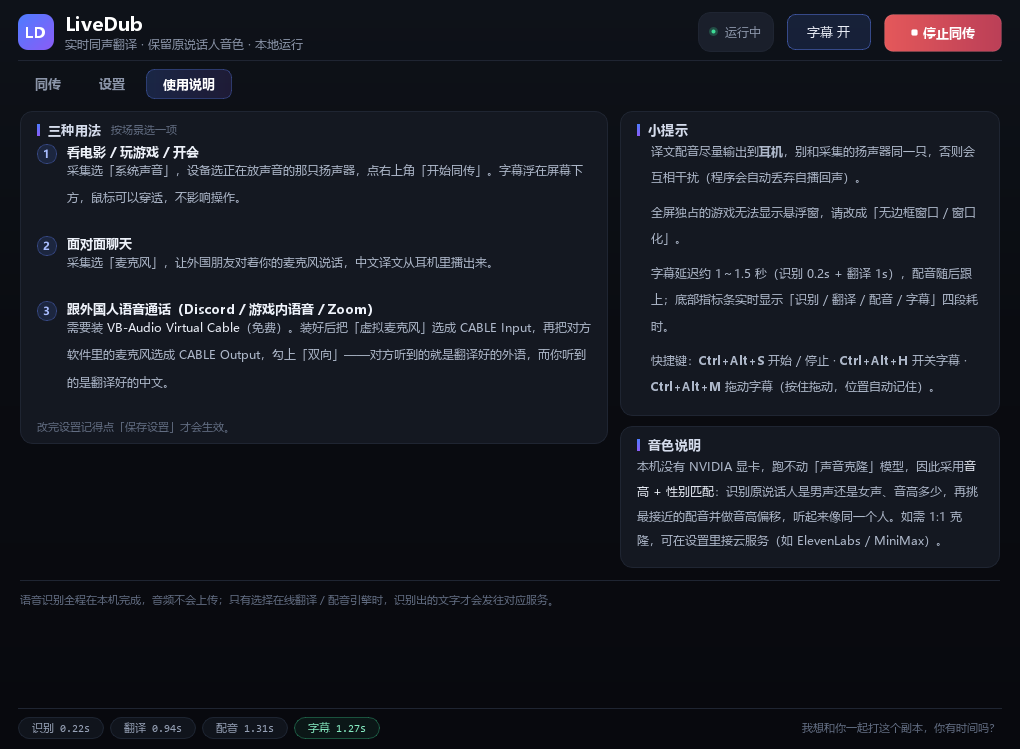 LD
LiveDub
实时同声翻译 · 保留原说话人音色 · 本地运行
运行中
字幕 开
停止同传
同传
设置
使用说明
三种用法 按场景选一项
1
看电影 / 玩游戏 / 开会
采集选「系统声音」，设备选正在放声音的那只扬声器，点右上角「开始同传」。字幕浮在屏幕下
方，鼠标可以穿透，不影响操作。
2
面对面聊天
采集选「麦克风」，让外国朋友对着你的麦克风说话，中文译文从耳机里播出来。
3
跟外国人语音通话（Discord / 游戏内语音 / Zoom）
需要装 VB-Audio Virtual Cable（免费）。装好后把「虚拟麦克风」选成 CABLE Input，再把对方
软件里的麦克风选成 CABLE Output，勾上「双向」——对方听到的就是翻译好的外语，而你听到
的是翻译好的中文。
改完设置记得点「保存设置」才会生效。
小提示
译文配音尽量输出到耳机，别和采集的扬声器同一只，否则会
互相干扰（程序会自动丢弃自播回声）。
全屏独占的游戏无法显示悬浮窗，请改成「无边框窗口 / 窗口
化」。
字幕延迟约 1～1.5 秒（识别 0.2s + 翻译 1s），配音随后跟
上；底部指标条实时显示「识别 / 翻译 / 配音 / 字幕」四段耗
时。
快捷键：Ctrl+Alt+S 开始 / 停止 · Ctrl+Alt+H 开关字幕 ·
Ctrl+Alt+M 拖动字幕（按住拖动，位置自动记住）。
音色说明
本机没有 NVIDIA 显卡，跑不动「声音克隆」模型，因此采用音
高 + 性别匹配：识别原说话人是男声还是女声、音高多少，再挑
最接近的配音并做音高偏移，听起来像同一个人。如需 1:1 克
隆，可在设置里接云服务（如 ElevenLabs / MiniMax）。
语音识别全程在本机完成，音频不会上传；只有选择在线翻译 / 配音引擎时，识别出的文字才会发往对应服务。
识别 0.22s
翻译 0.94s
配音 1.31s
字幕 1.27s
我想和你一起打这个副本，你有时间吗?